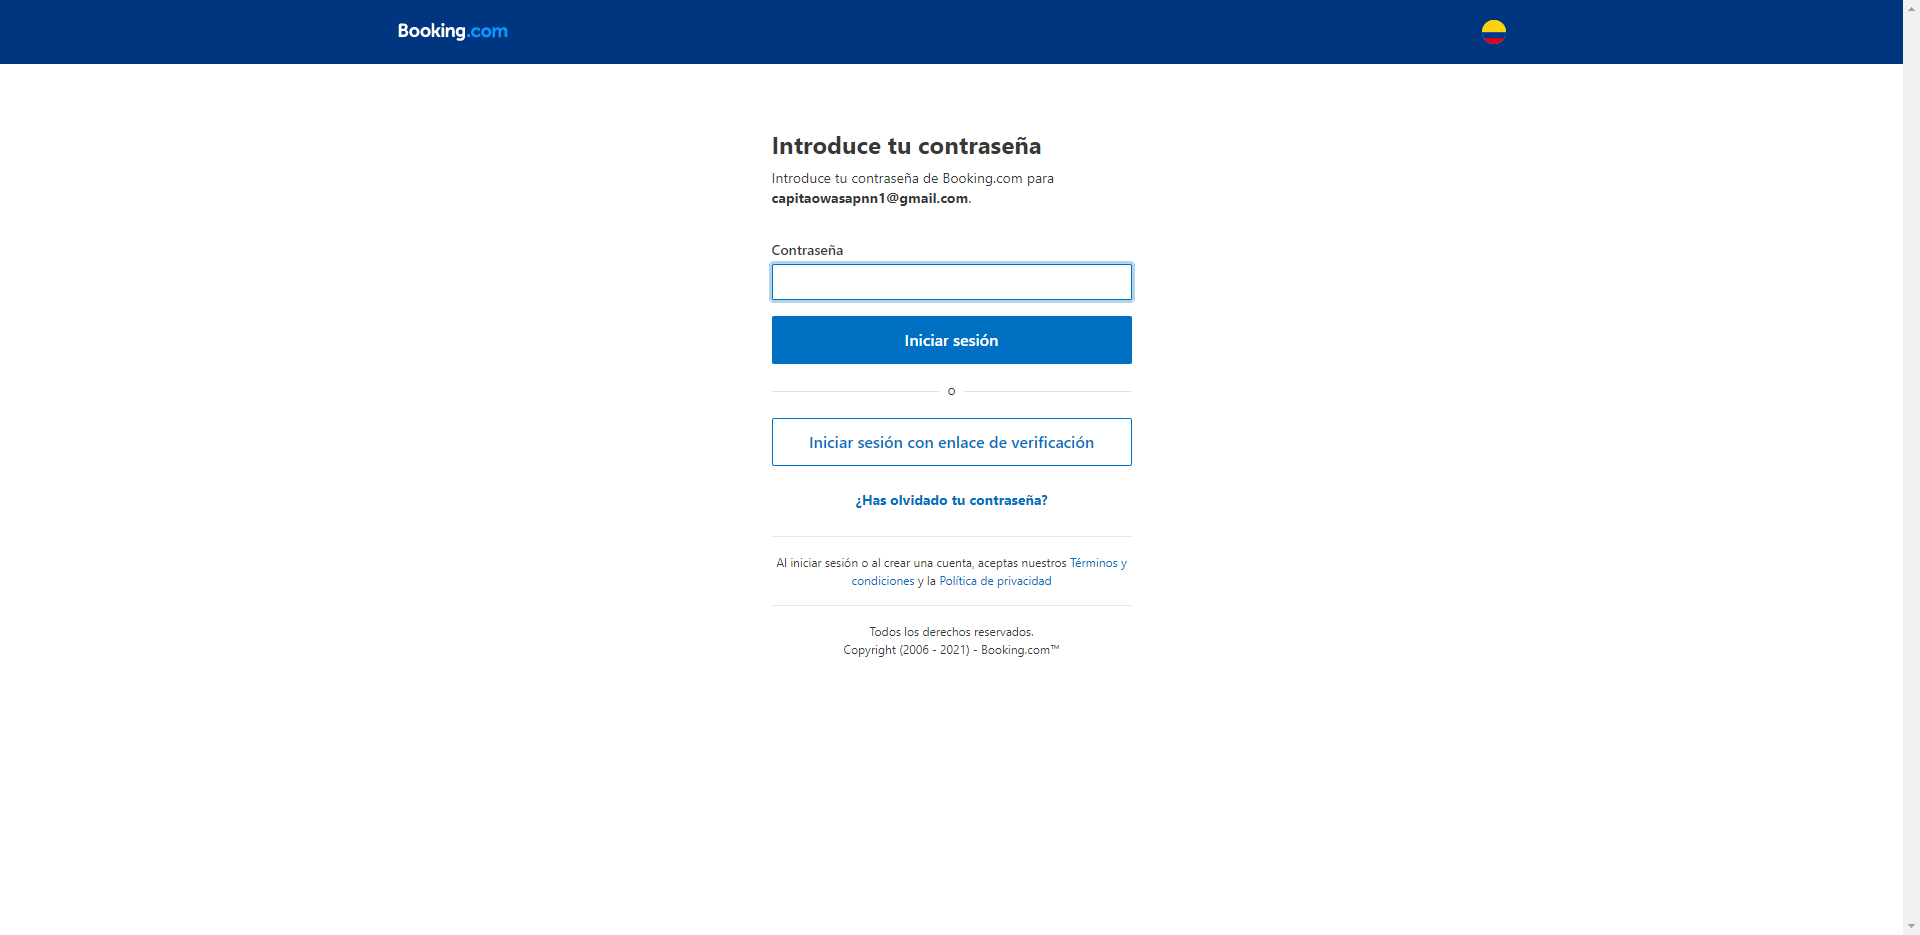 Booking.com
Introduce tu contraseña
Introduce tu contraseña de Booking.com para
capitaowasapnn1@gmail.com.
Contraseña
Iniciar sesión
o
Iniciar sesión con enlace de verificación
¿Has olvidado tu contraseña?
Al iniciar sesión o al crear una cuenta, aceptas nuestros Términos y
condiciones y la Política de privacidad
Todos los derechos reservados.
Copyright (2006 - 2021) - Booking.com™